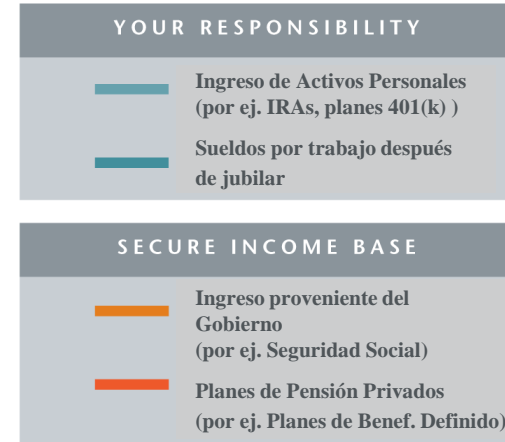 YOUR RESPONSIBILITY
Ingreso de Activos Personales
(por ej. IRAs, planes 401(k) )
Sueldos por trabajo después
de jubilar
SECURE INCOME BASE
Ingreso proveniente del
Gobierno
(por ej. Seguridad Social)
Planes de Pensión Privados
(por ej. Planes de Benef. Definido)